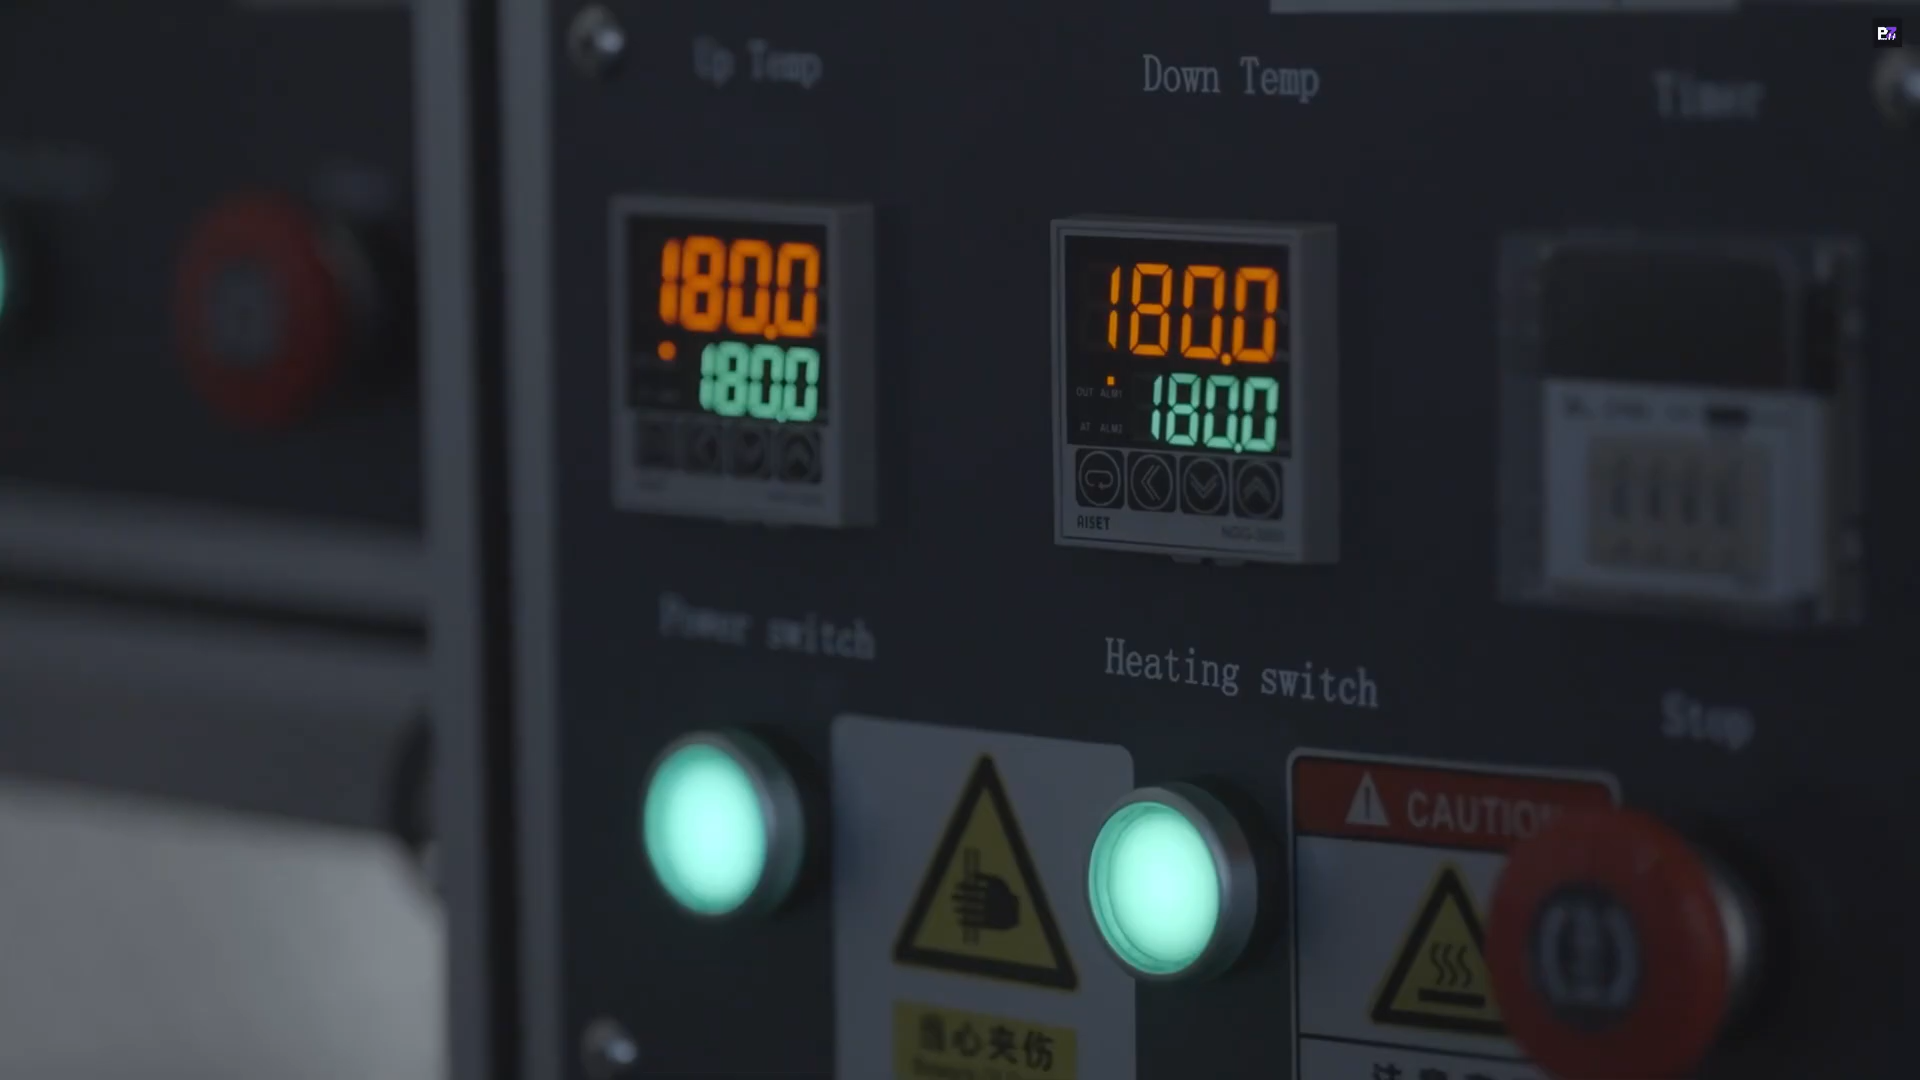 Up Temp
Down Temp
Timer
180.0
180.0
180.0
180.0
OUT ALM1
AT ALM2
AISET
Power switch
Heating switch
Stop
CAUTION
当心夹伤